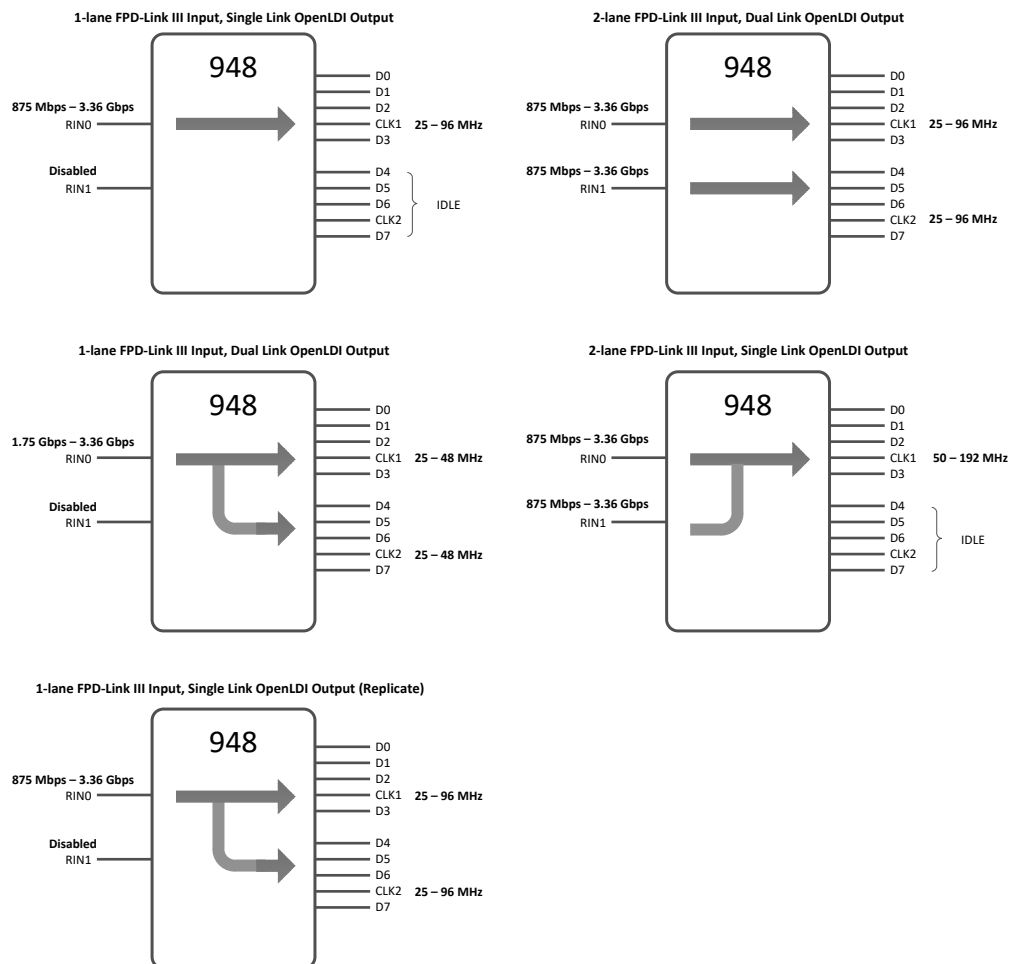 1-lane FPD-Link III Input, Single Link OpenLDI Output
948
875 Mbps – 3.36 Gbps
RIN0
Disabled
RIN1
D0
D1
D2
CLK1 25 – 96 MHz
D3
D4
D5
D6
CLK2
D7
IDLE
2-lane FPD-Link III Input, Dual Link OpenLDI Output
948
875 Mbps – 3.36 Gbps
RIN0
875 Mbps – 3.36 Gbps
RIN1
D0
D1
D2
CLK1 25 – 96 MHz
D3
D4
D5
D6
CLK2 25 – 96 MHz
D7
1-lane FPD-Link III Input, Dual Link OpenLDI Output
948
1.75 Gbps – 3.36 Gbps
RIN0
Disabled
RIN1
D0
D1
D2
CLK1 25 – 48 MHz
D3
D4
D5
D6
CLK2 25 – 48 MHz
D7
2-lane FPD-Link III Input, Single Link OpenLDI Output
948
875 Mbps – 3.36 Gbps
RIN0
875 Mbps – 3.36 Gbps
RIN1
D0
D1
D2
CLK1 50 – 192 MHz
D3
D4
D5
D6
CLK2
D7
IDLE
1-lane FPD-Link III Input, Single Link OpenLDI Output (Replicate)
948
875 Mbps – 3.36 Gbps
RIN0
Disabled
RIN1
D0
D1
D2
CLK1 25 – 96 MHz
D3
D4
D5
D6
CLK2 25 – 96 MHz
D7